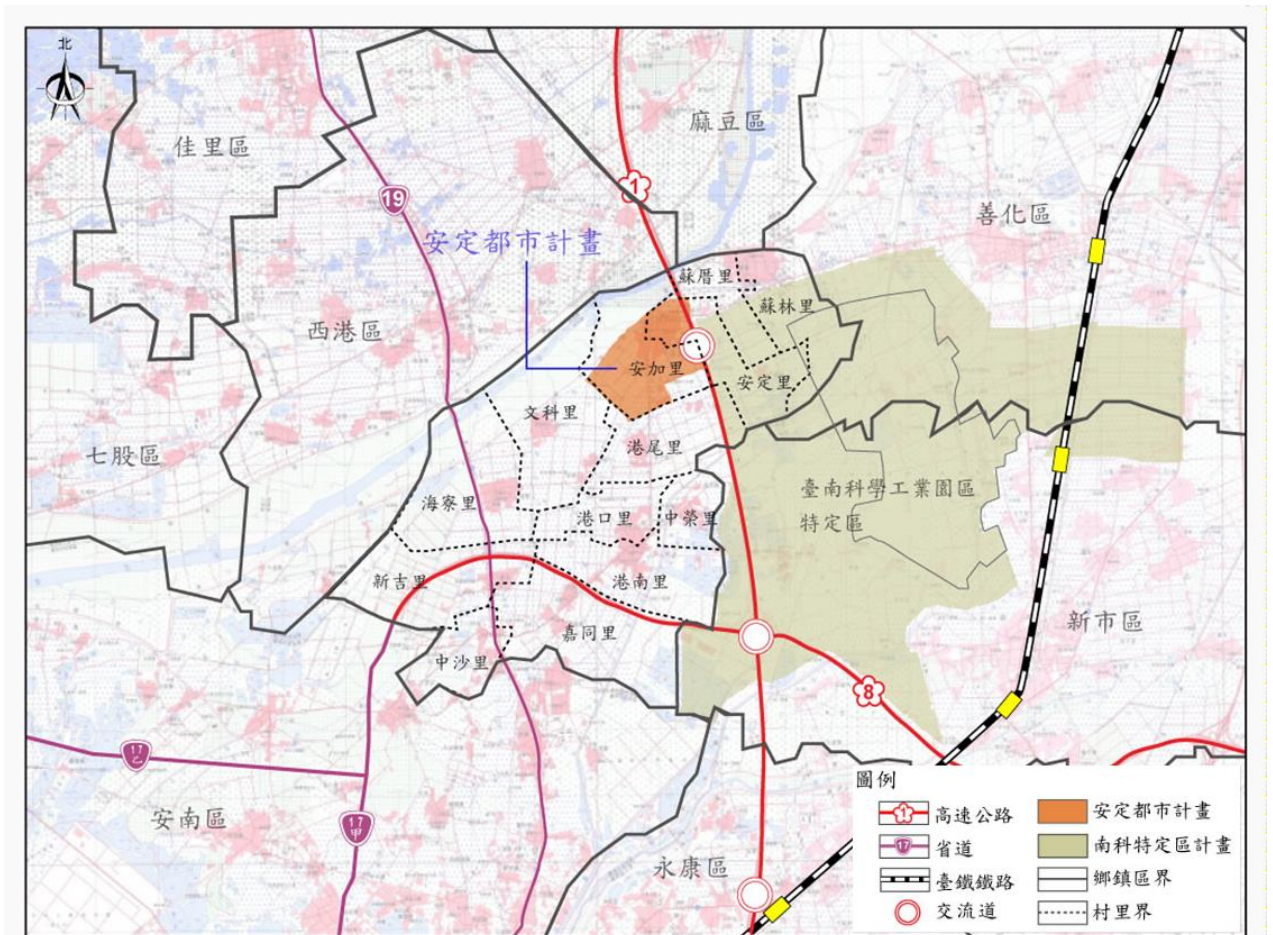 北
佳里區
麻豆區
1
19
善化區
安定都市計畫
蘇厝里
蘇林里
西港區
安加里
安定里
文科里
港尾里
七股區
臺南科學工業園區
特定區
海寮里
港口里
中榮里
新吉里
港南里
新市區
嘉同里
中沙里
8
17
乙
安南區
17
甲
永康區
圖例
1
高速公路
安定都市計畫
17
省道
南科特定區計畫
臺鐵鐵路
鄉鎮區界
交流道
村里界